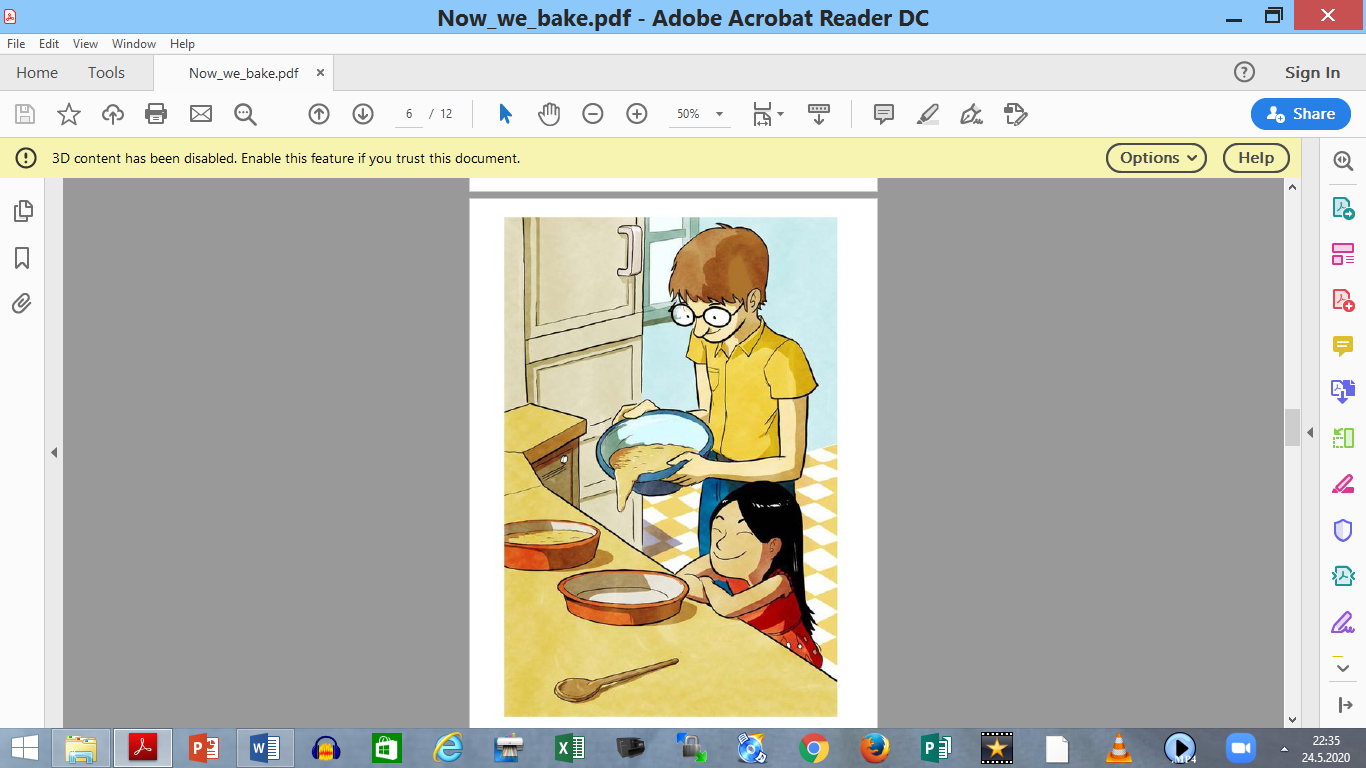 Now_we_bake.pdf - Adobe Acrobat Reader DC
File Edit View Window Help
Home Tools Now_we_bake.pdf × Sign In
6 / 12 50% Share
3D content has been disabled. Enable this feature if you trust this document. Options Help
22:35
24.5.2020